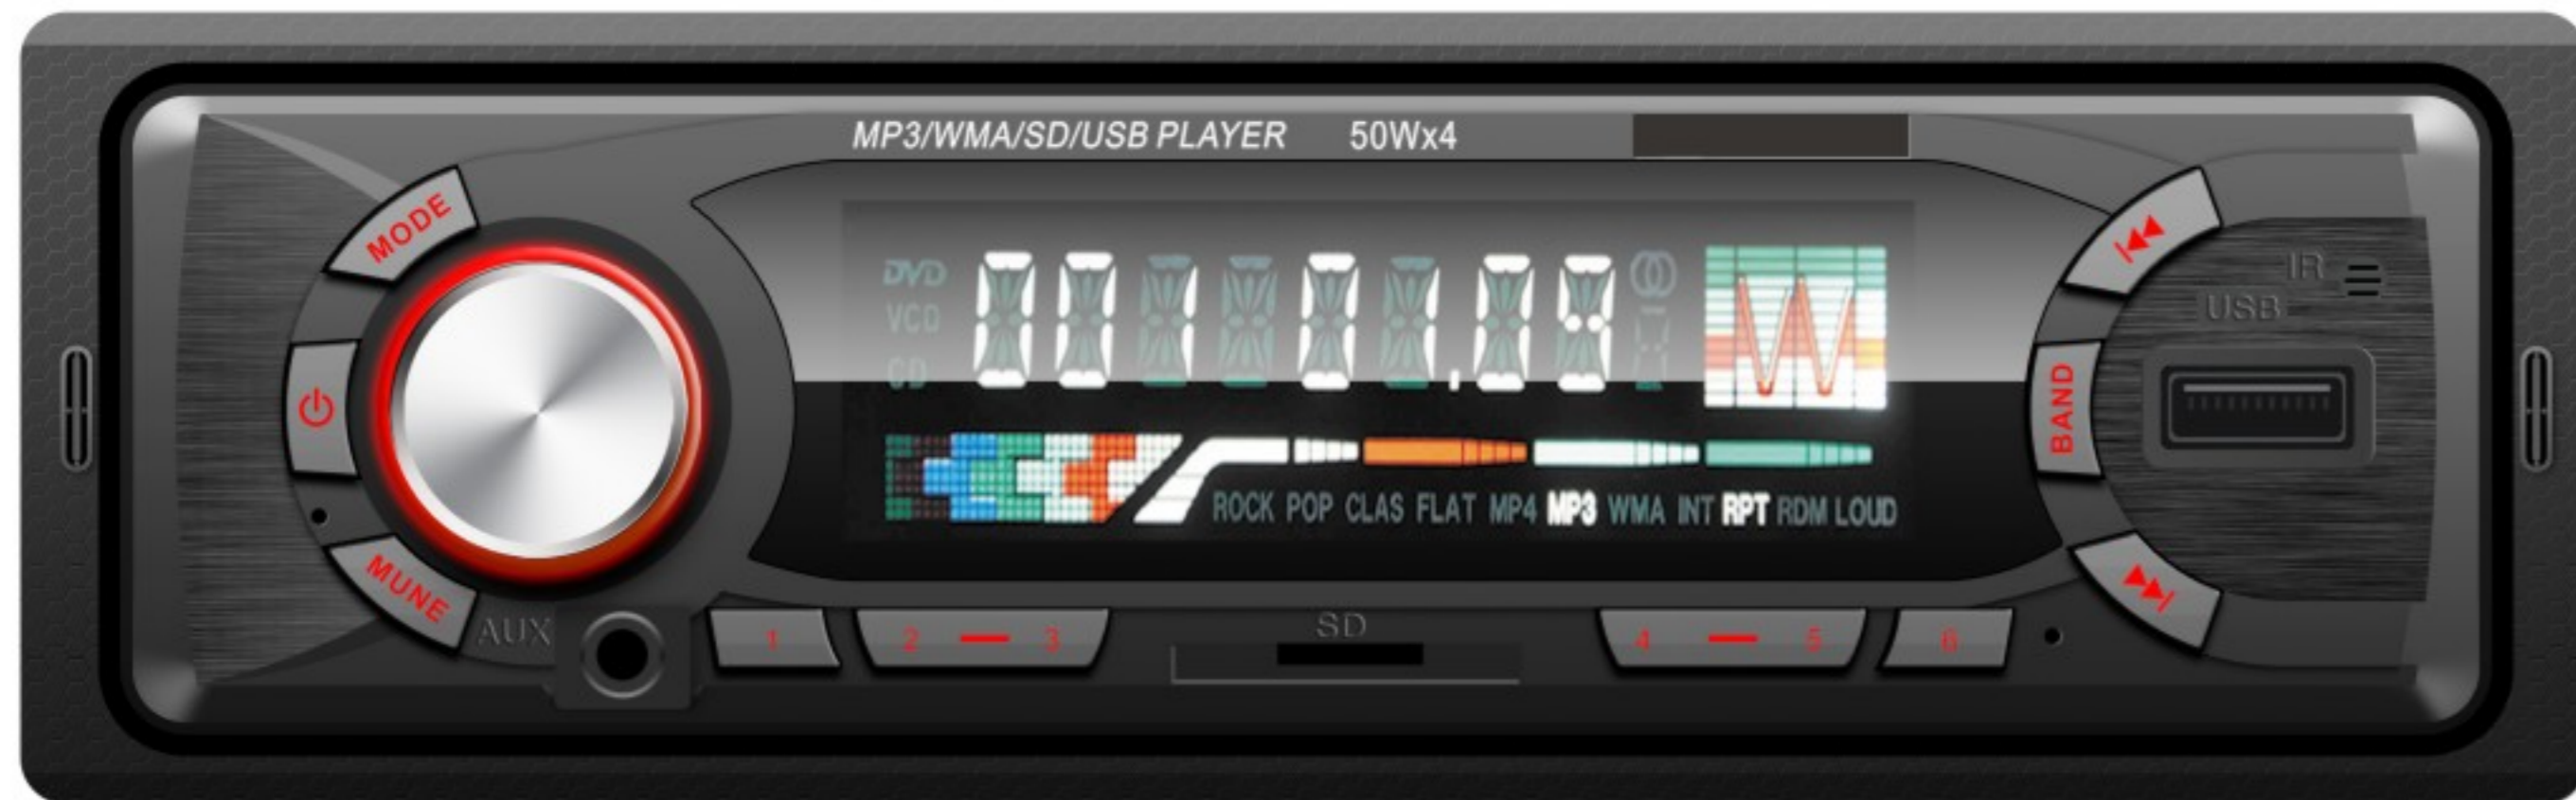 MP3/WMA/SD/USB PLAYER 50Wx4
MODE
DVD
VCD
CD
IR
USB
BAND
ROCK POP CLAS FLAT MP4 MP3 WMA INT RPT RDM LOUD
MUNE
AUX
1
2 — 3
SD
4 — 5
6